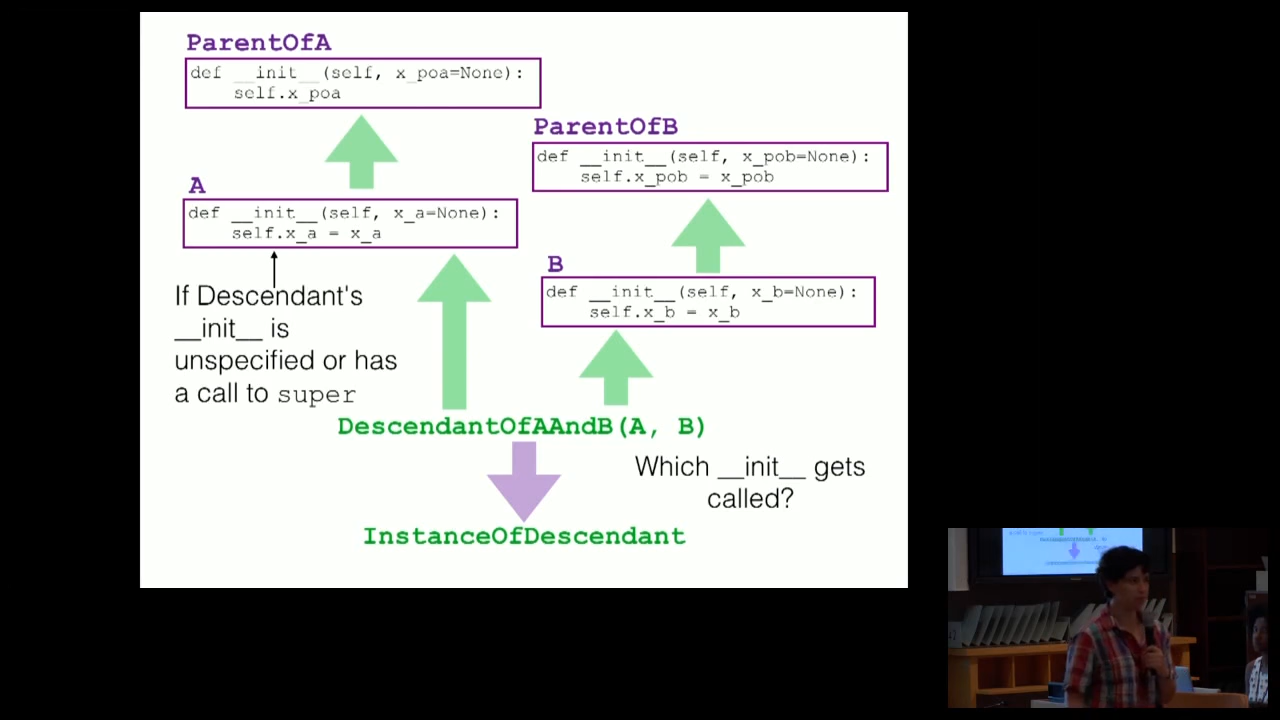 ParentOfA
def __init__(self, x_poa=None):
self.x_poa
ParentOfB
def __init__(self, x_pob=None):
self.x_pob = x_pob
A
def __init__(self, x_a=None):
self.x_a = x_a
B
def __init__(self, x_b=None):
self.x_b = x_b
If Descendant's
__init__ is
unspecified or has
a call to super
DescendantOfAAndB(A, B)
Which __init__ gets
called?
InstanceOfDescendant